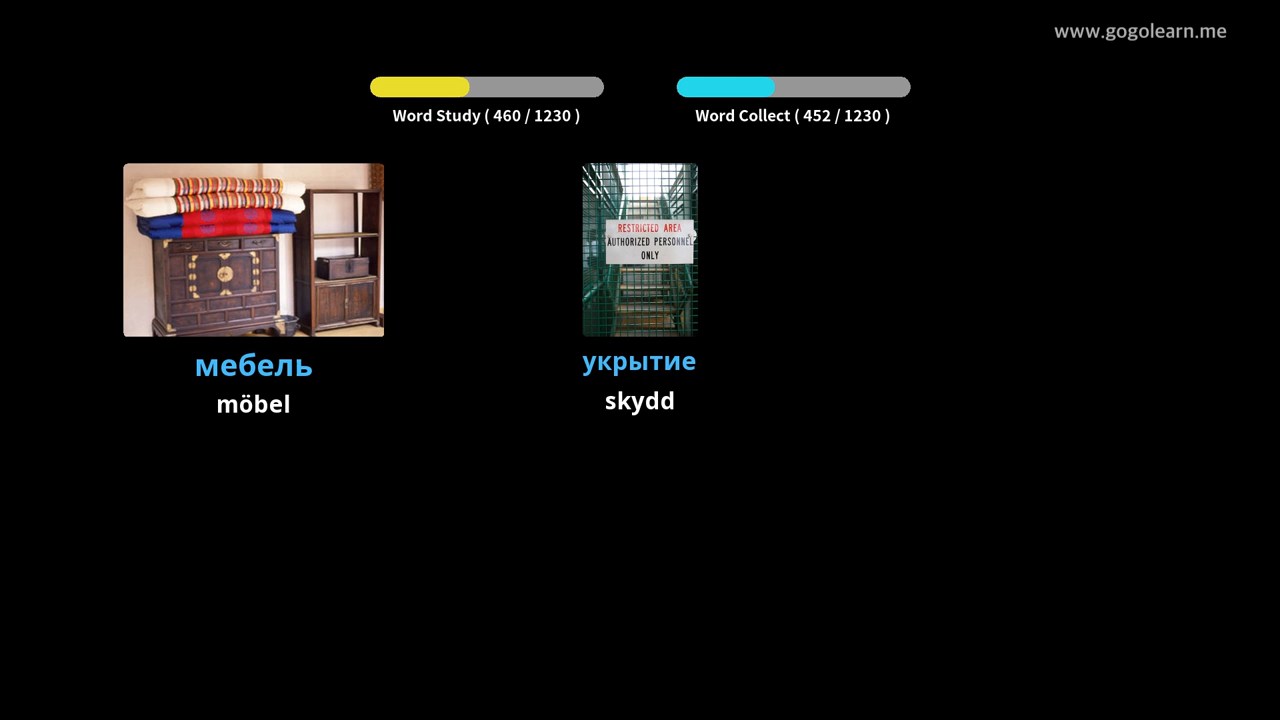 www.gogolearn.me
Word Study ( 460 / 1230 )
Word Collect ( 452 / 1230 )
RESTRICTED AREA
AUTHORIZED PERSONNEL
ONLY
мебель
möbel
укрытие
skydd